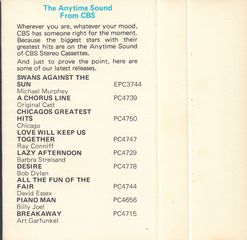 The Anytime Sound
From CBS
Wherever you are, whatever your mood,
CBS has someone right for the moment.
Because the biggest stars with their
greatest hits are on the Anytime Sound
of CBS Stereo Cassettes.
And just to prove the point, here are
some of our latest releases.
SWANS AGAINST THE
SUN EPC3744
Michael Murphey
A CHORUS LINE PC4739
Original Cast
CHICAGOS GREATEST
HITS PC4750
Chicago
LOVE WILL KEEP US
TOGETHER PC4747
Ray Conniff
LAZY AFTERNOON PC4729
Barbra Streisand
DESIRE PC4778
Bob Dylan
ALL THE FUN OF THE
FAIR PC4744
David Essex
PIANO MAN PC4656
Billy Joel
BREAKAWAY PC4715
Art Garfunkel